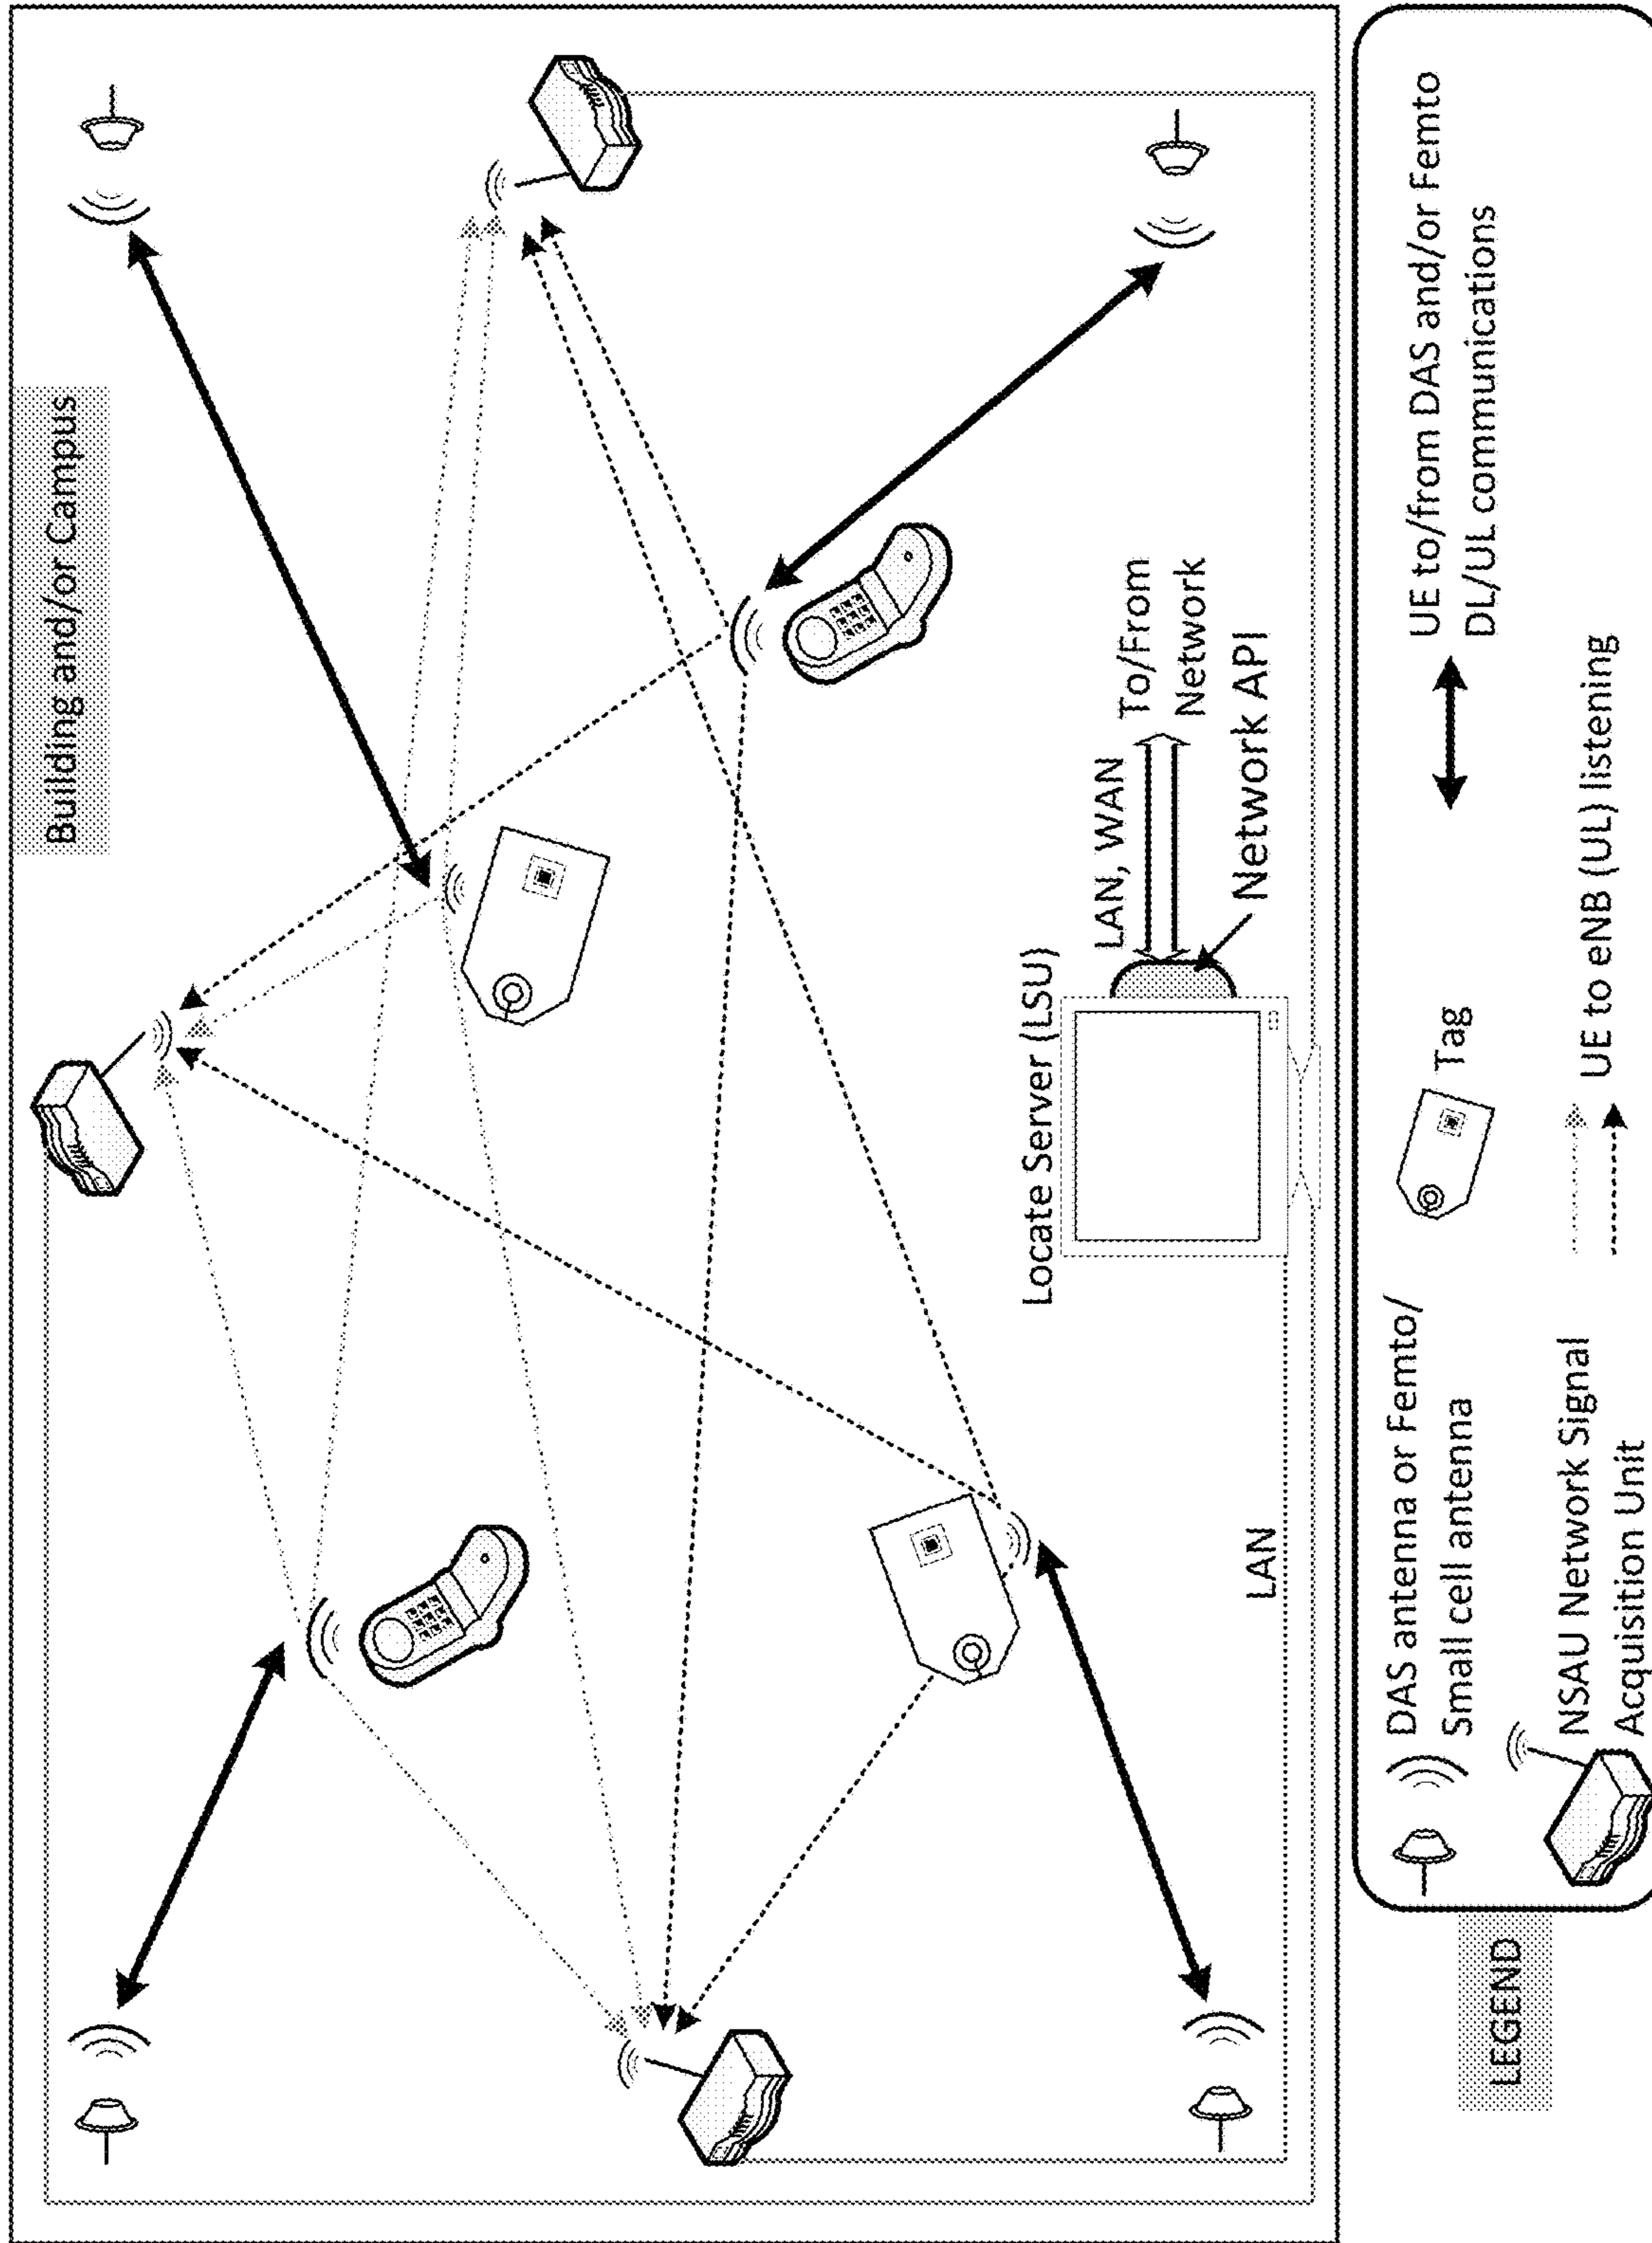 Building and/or Campus
Locate Server (LSU)
LAN, WAN
To/From
Network
Network API
LAN
LEGEND
DAS antenna or Femto/
Small cell antenna
Tag
UE to/from DAS and/or Femto
DL/UL communications
NSAU Network Signal
Acquisition Unit
UE to eNB (UL) listening